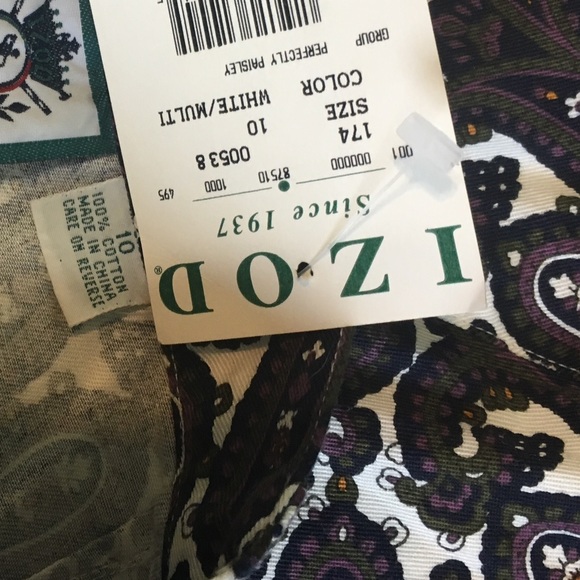 IZOD®
Since 1937
001 000000 87510 1000 495
174 0053 8
SIZE 10
COLOR WHITE/MULTI
GROUP PERFECTLY PAISLEY
10
100% COTTON
MADE IN CHINA
CARE ON REVERSE